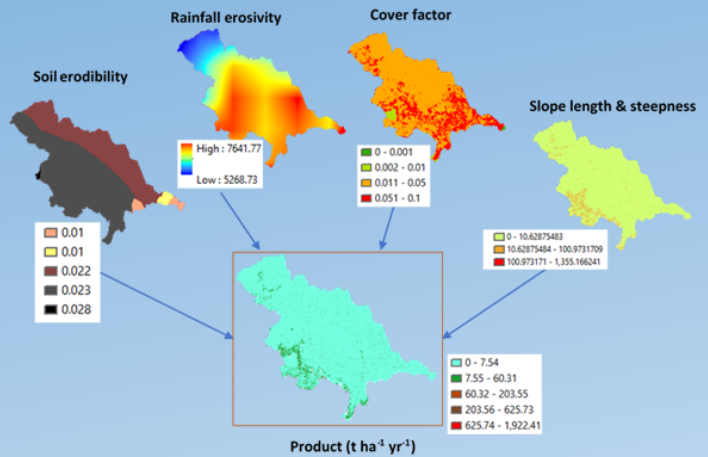 Rainfall erosivity
Cover factor
Soil erodibility
Slope length & steepness
High : 7641.77
Low : 5268.73
0 - 0.001
0.002 - 0.01
0.011 - 0.05
0.051 - 0.1
0.01
0.01
0.022
0.023
0.028
0 - 10.62875483
10.62875484 - 100.9731709
100.973171 - 1,355.166241
0 - 7.54
7.55 - 60.31
60.32 - 203.55
203.56 - 625.73
625.74 - 1,922.41
Product (t ha⁻¹ yr⁻¹)